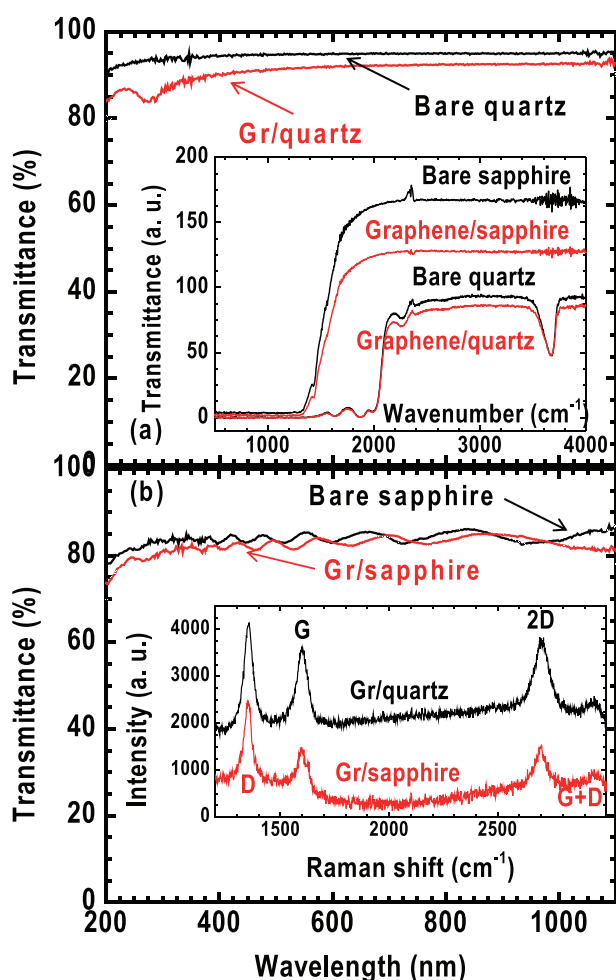 100
80
60
40
20
0
Transmittance (%)
Bare quartz
Gr/quartz
200
150
100
50
0
Transmittance (a. u.)
Bare sapphire
Graphene/sapphire
Bare quartz
Graphene/quartz
Wavenumber (cm-1)
1000 2000 3000 4000
(a)
(b)
100
80
60
40
20
0
Transmittance (%)
Bare sapphire
Gr/sapphire
4000
3000
2000
1000
0
Intensity (a. u.)
G
2D
Gr/quartz
D
Gr/sapphire
G+D
1500 2000 2500
Raman shift (cm-1)
200 400 600 800 1000
Wavelength (nm)